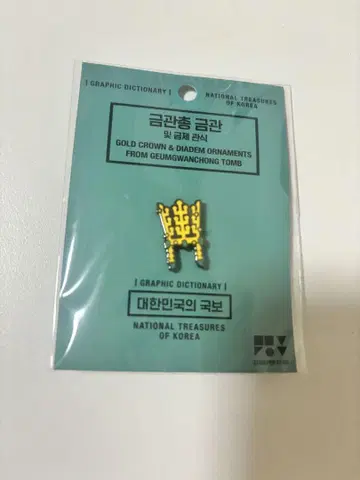 [ GRAPHIC DICTIONARY ]
NATIONAL TREASURES
OF KOREA
금관총 금관
및 금제 관식
GOLD CROWN & DIADEM ORNAMENTS
FROM GEUMGWANCHONG TOMB
[ GRAPHIC DICTIONARY ]
대한민국의 국보
NATIONAL TREASURES
OF KOREA